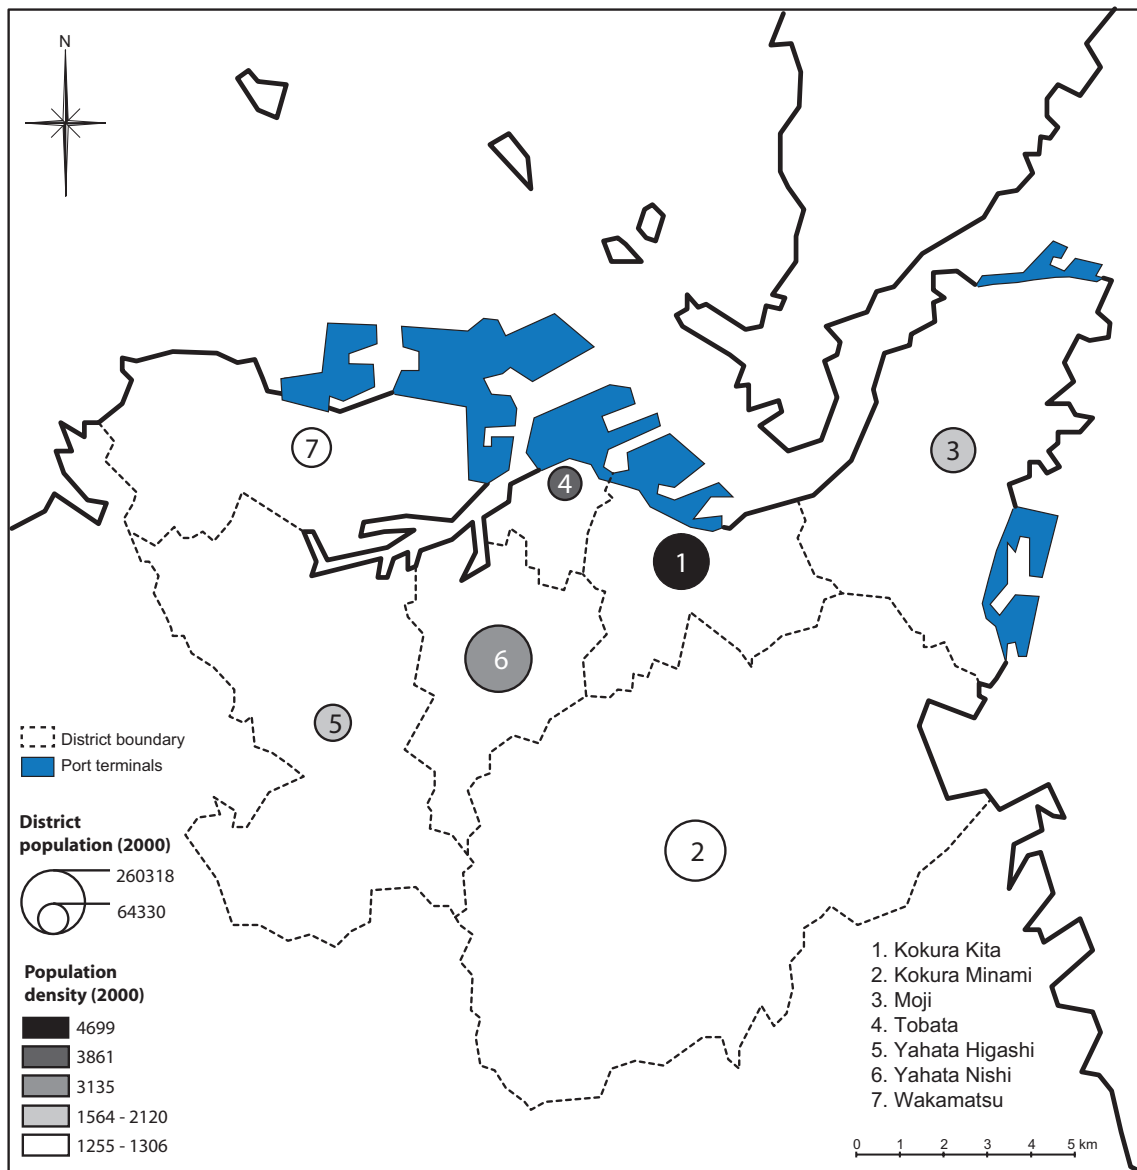 N
7
3
4
1
6
5
2
District boundary
Port terminals
District
population (2000)
260318
64330
Population
density (2000)
4699
3861
3135
1564 - 2120
1255 - 1306
1. Kokura Kita
2. Kokura Minami
3. Moji
4. Tobata
5. Yahata Higashi
6. Yahata Nishi
7. Wakamatsu
0 1 2 3 4 5 km